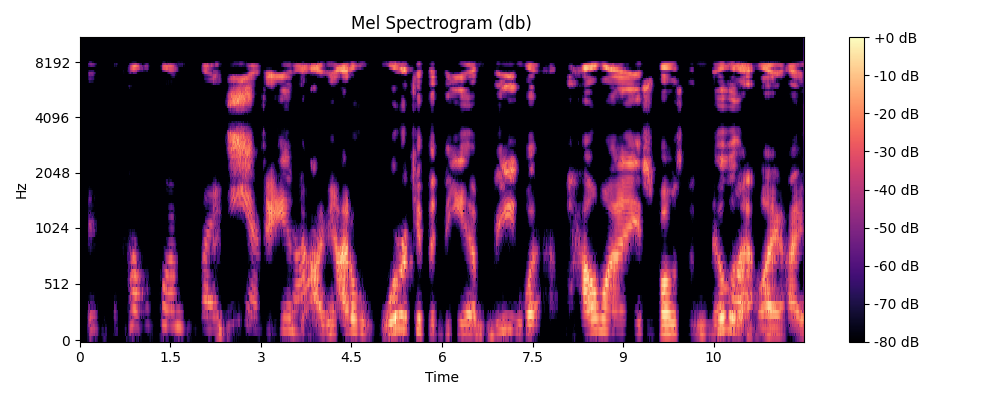 Mel Spectrogram (db)
Hz
8192
4096
2048
1024
512
0
0 1.5 3 4.5 6 7.5 9 10
Time
+0 dB
-10 dB
-20 dB
-30 dB
-40 dB
-50 dB
-60 dB
-70 dB
-80 dB